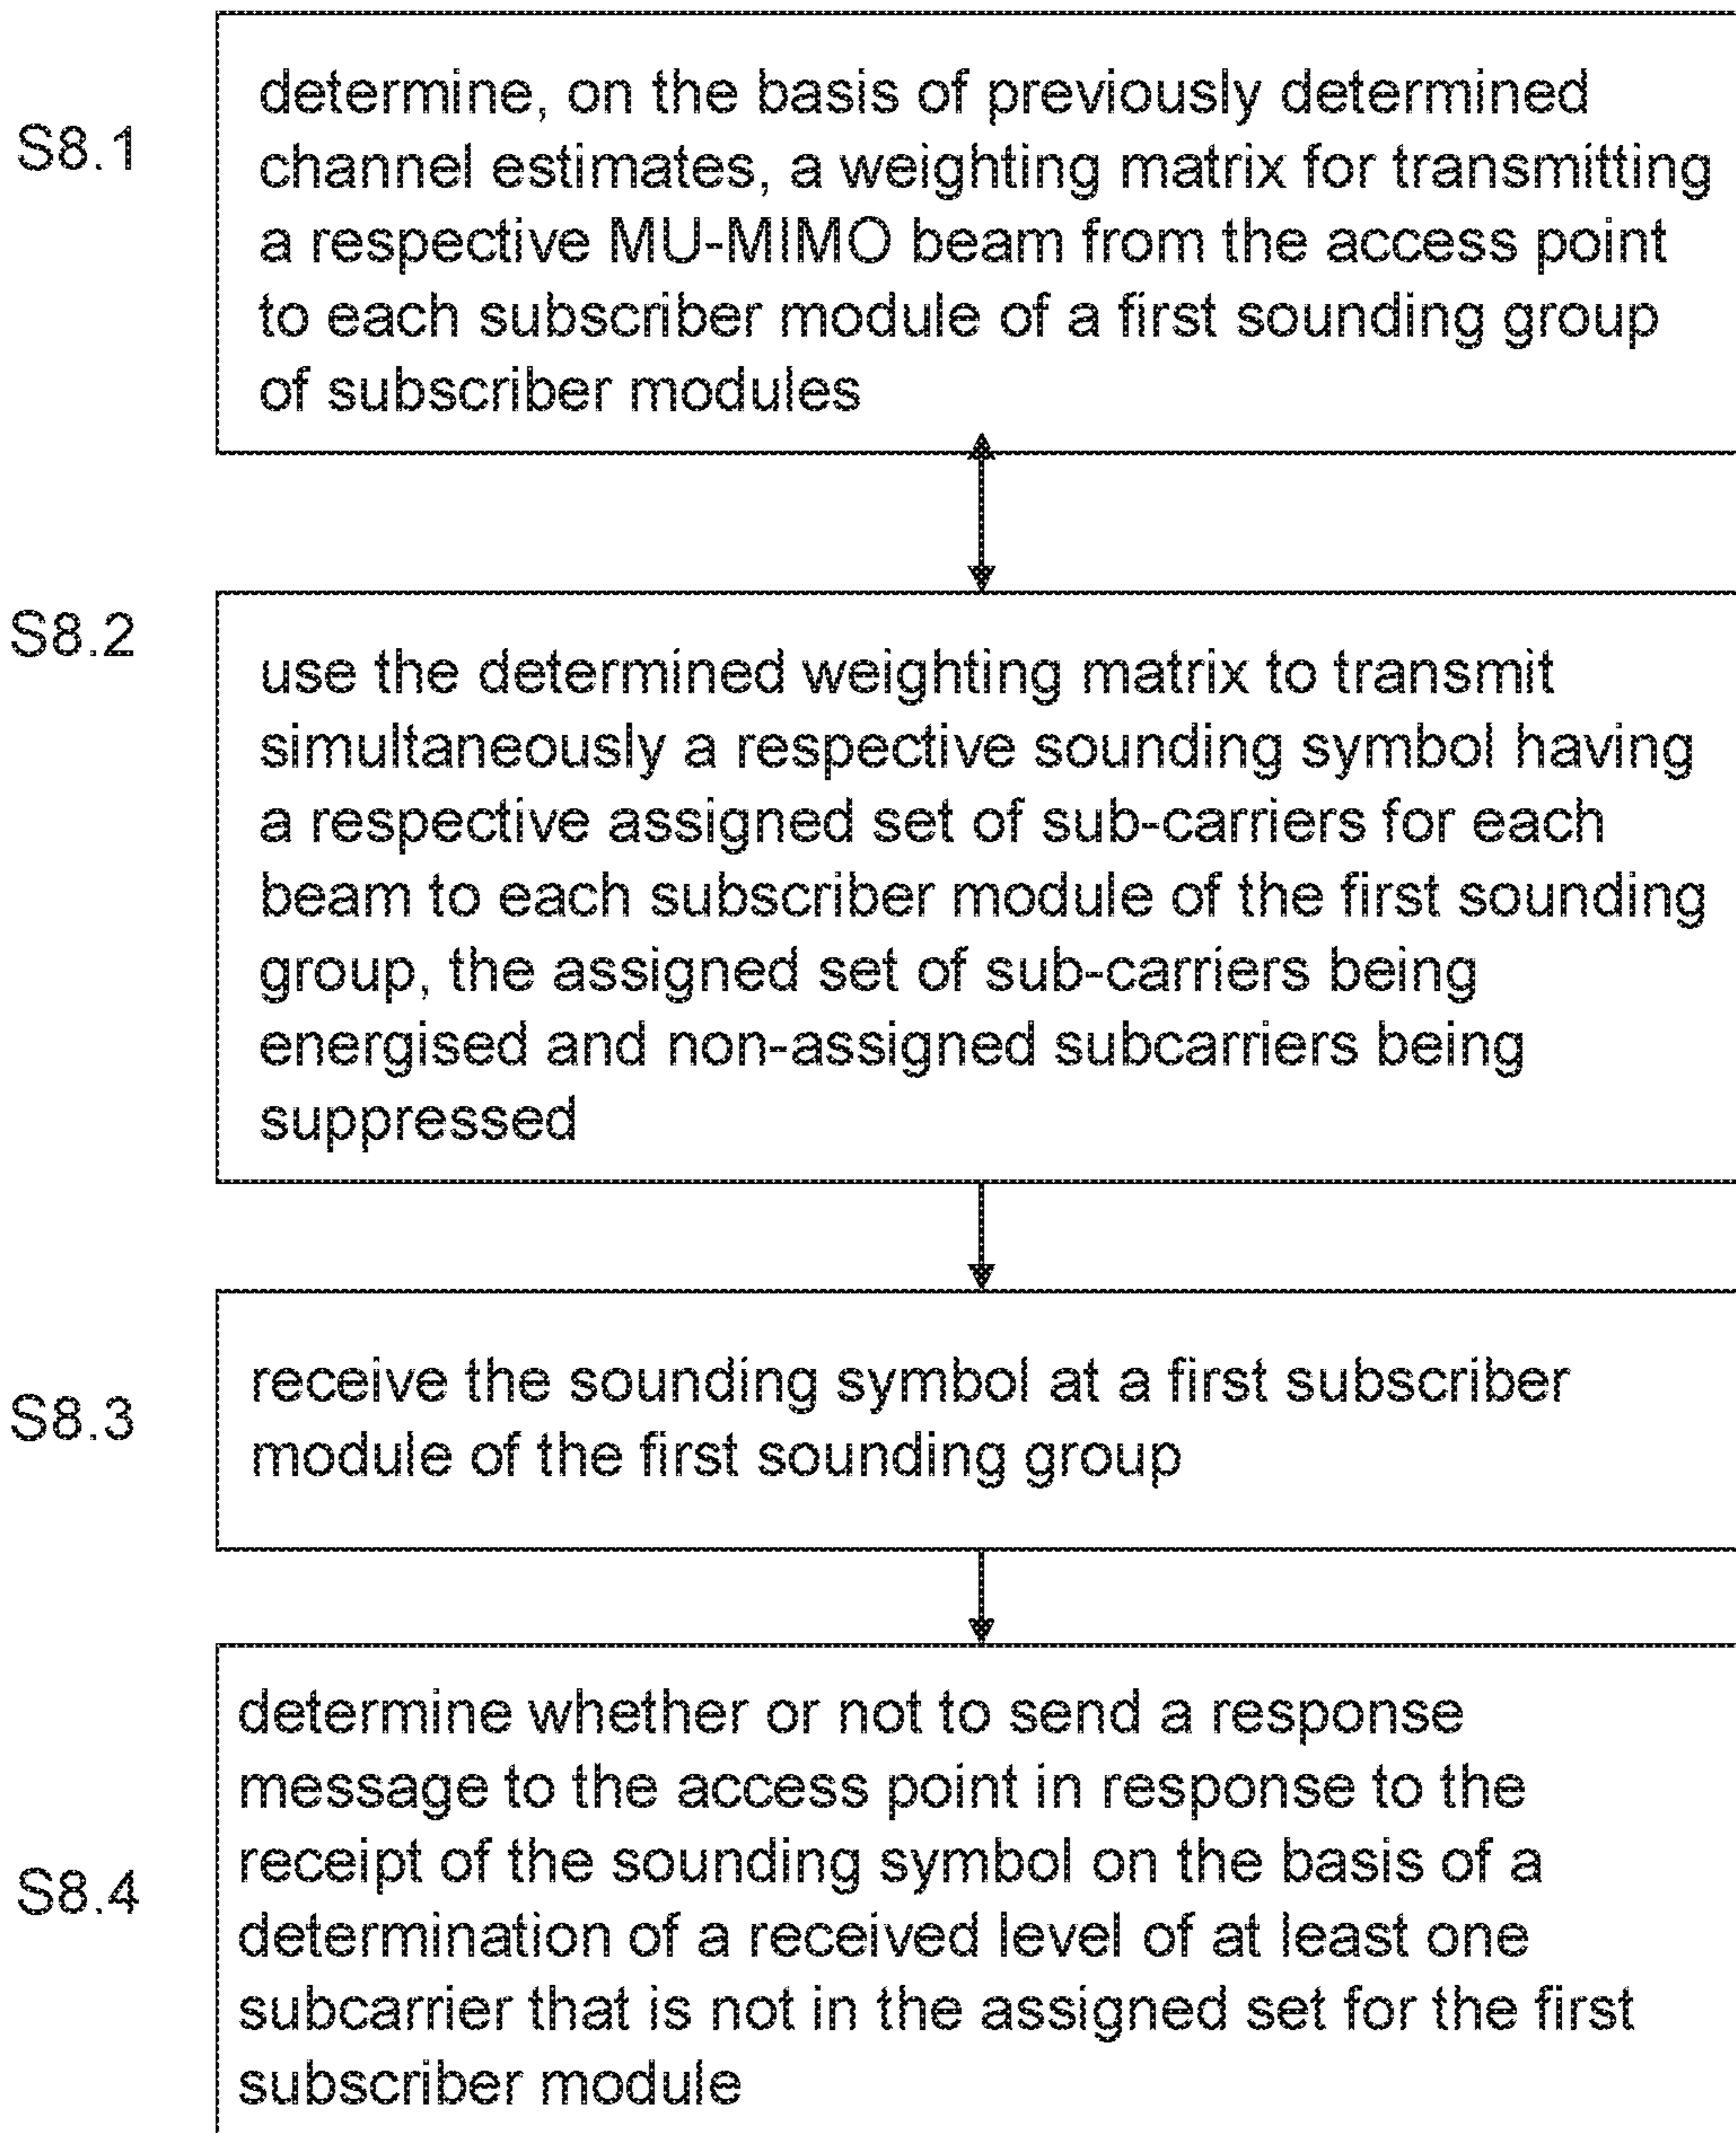 S8.1
determine, on the basis of previously determined
channel estimates, a weighting matrix for transmitting
a respective MU-MIMO beam from the access point
to each subscriber module of a first sounding group
of subscriber modules
S8.2
use the determined weighting matrix to transmit
simultaneously a respective sounding symbol having
a respective assigned set of sub-carriers for each
beam to each subscriber module of the first sounding
group, the assigned set of sub-carriers being
energised and non-assigned subcarriers being
suppressed
S8.3
receive the sounding symbol at a first subscriber
module of the first sounding group
S8.4
determine whether or not to send a response
message to the access point in response to the
receipt of the sounding symbol on the basis of a
determination of a received level of at least one
subcarrier that is not in the assigned set for the first
subscriber module